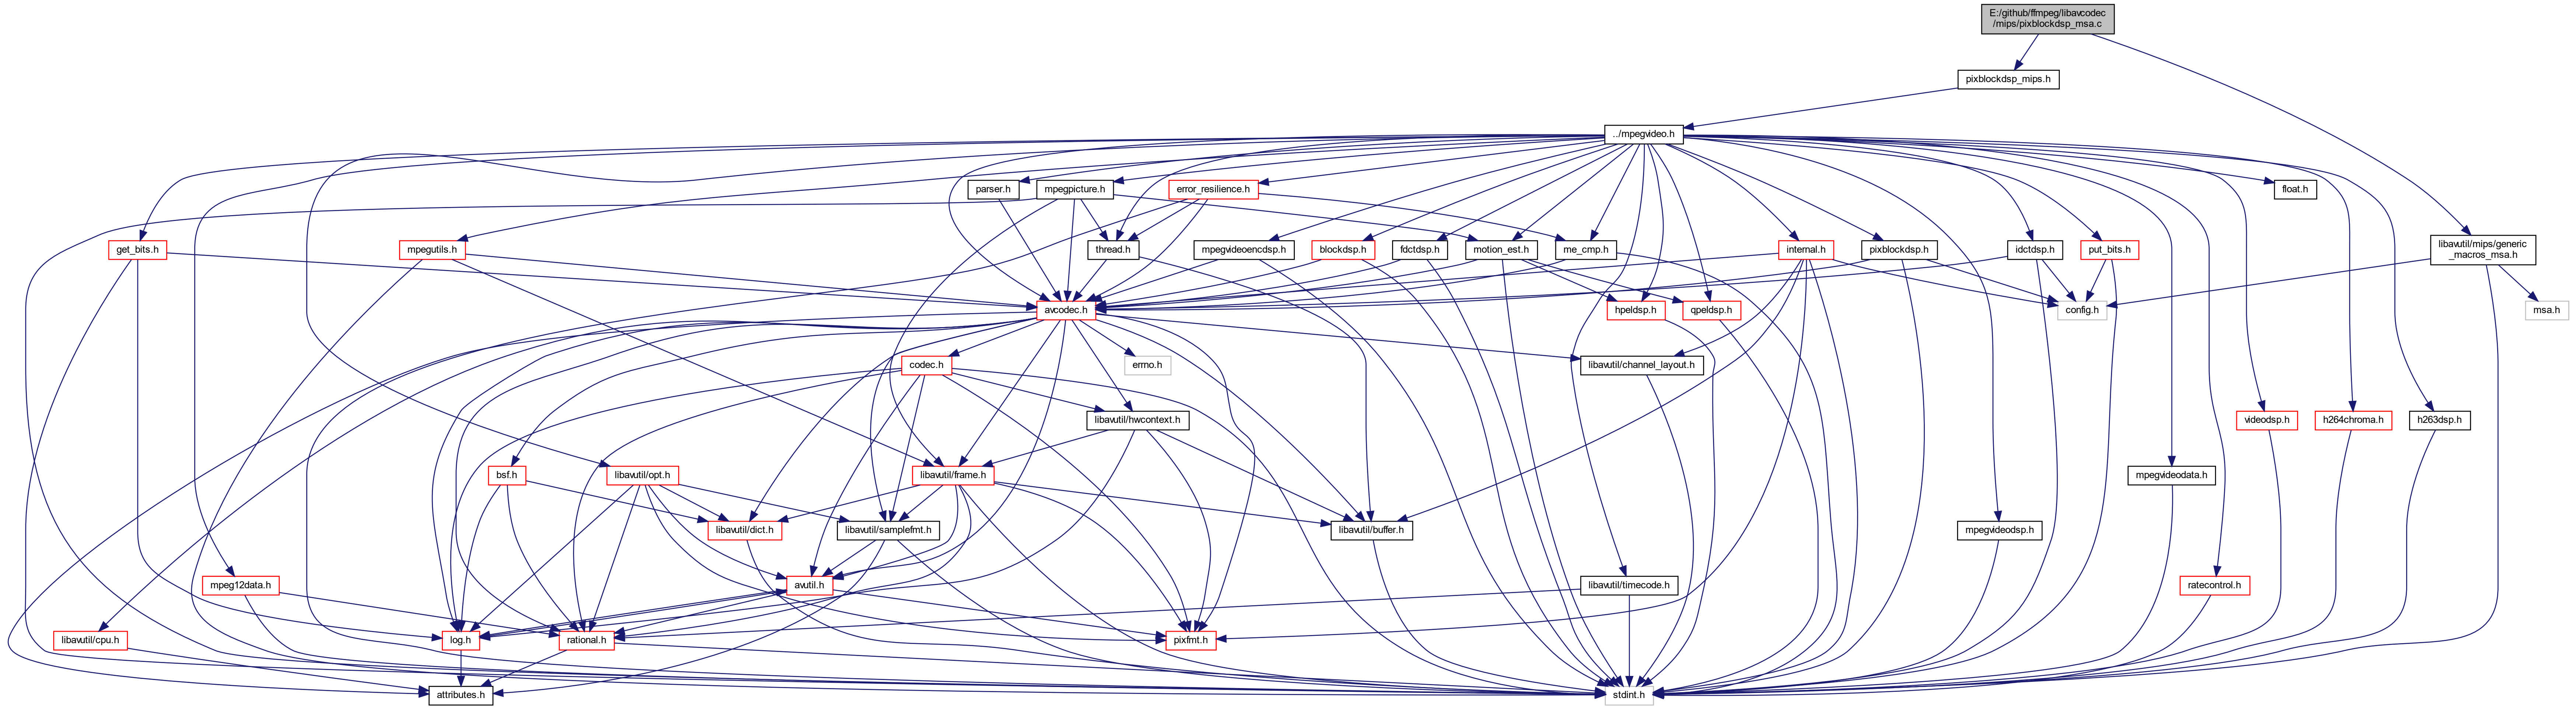 E:/github/ffmpeg/libavcodec
/mips/pixblockdsp_msa.c
pixblockdsp_mips.h
../mpegvideo.h
parser.h
mpegpicture.h
error_resilience.h
float.h
get_bits.h
mpegutils.h
thread.h
mpegvideoencdsp.h
blockdsp.h
fdctdsp.h
motion_est.h
me_cmp.h
internal.h
pixblockdsp.h
idctdsp.h
put_bits.h
libavutil/mips/generic
_macros_msa.h
avcodec.h
hpeldsp.h
qpeldsp.h
config.h
msa.h
codec.h
errno.h
libavutil/channel_layout.h
libavutil/hwcontext.h
videodsp.h
h264chroma.h
h263dsp.h
bsf.h
libavutil/opt.h
libavutil/frame.h
mpegvideodata.h
libavutil/dict.h
libavutil/samplefmt.h
libavutil/buffer.h
mpegvideodsp.h
mpeg12data.h
avutil.h
libavutil/timecode.h
ratecontrol.h
libavutil/cpu.h
log.h
rational.h
pixfmt.h
attributes.h
stdint.h